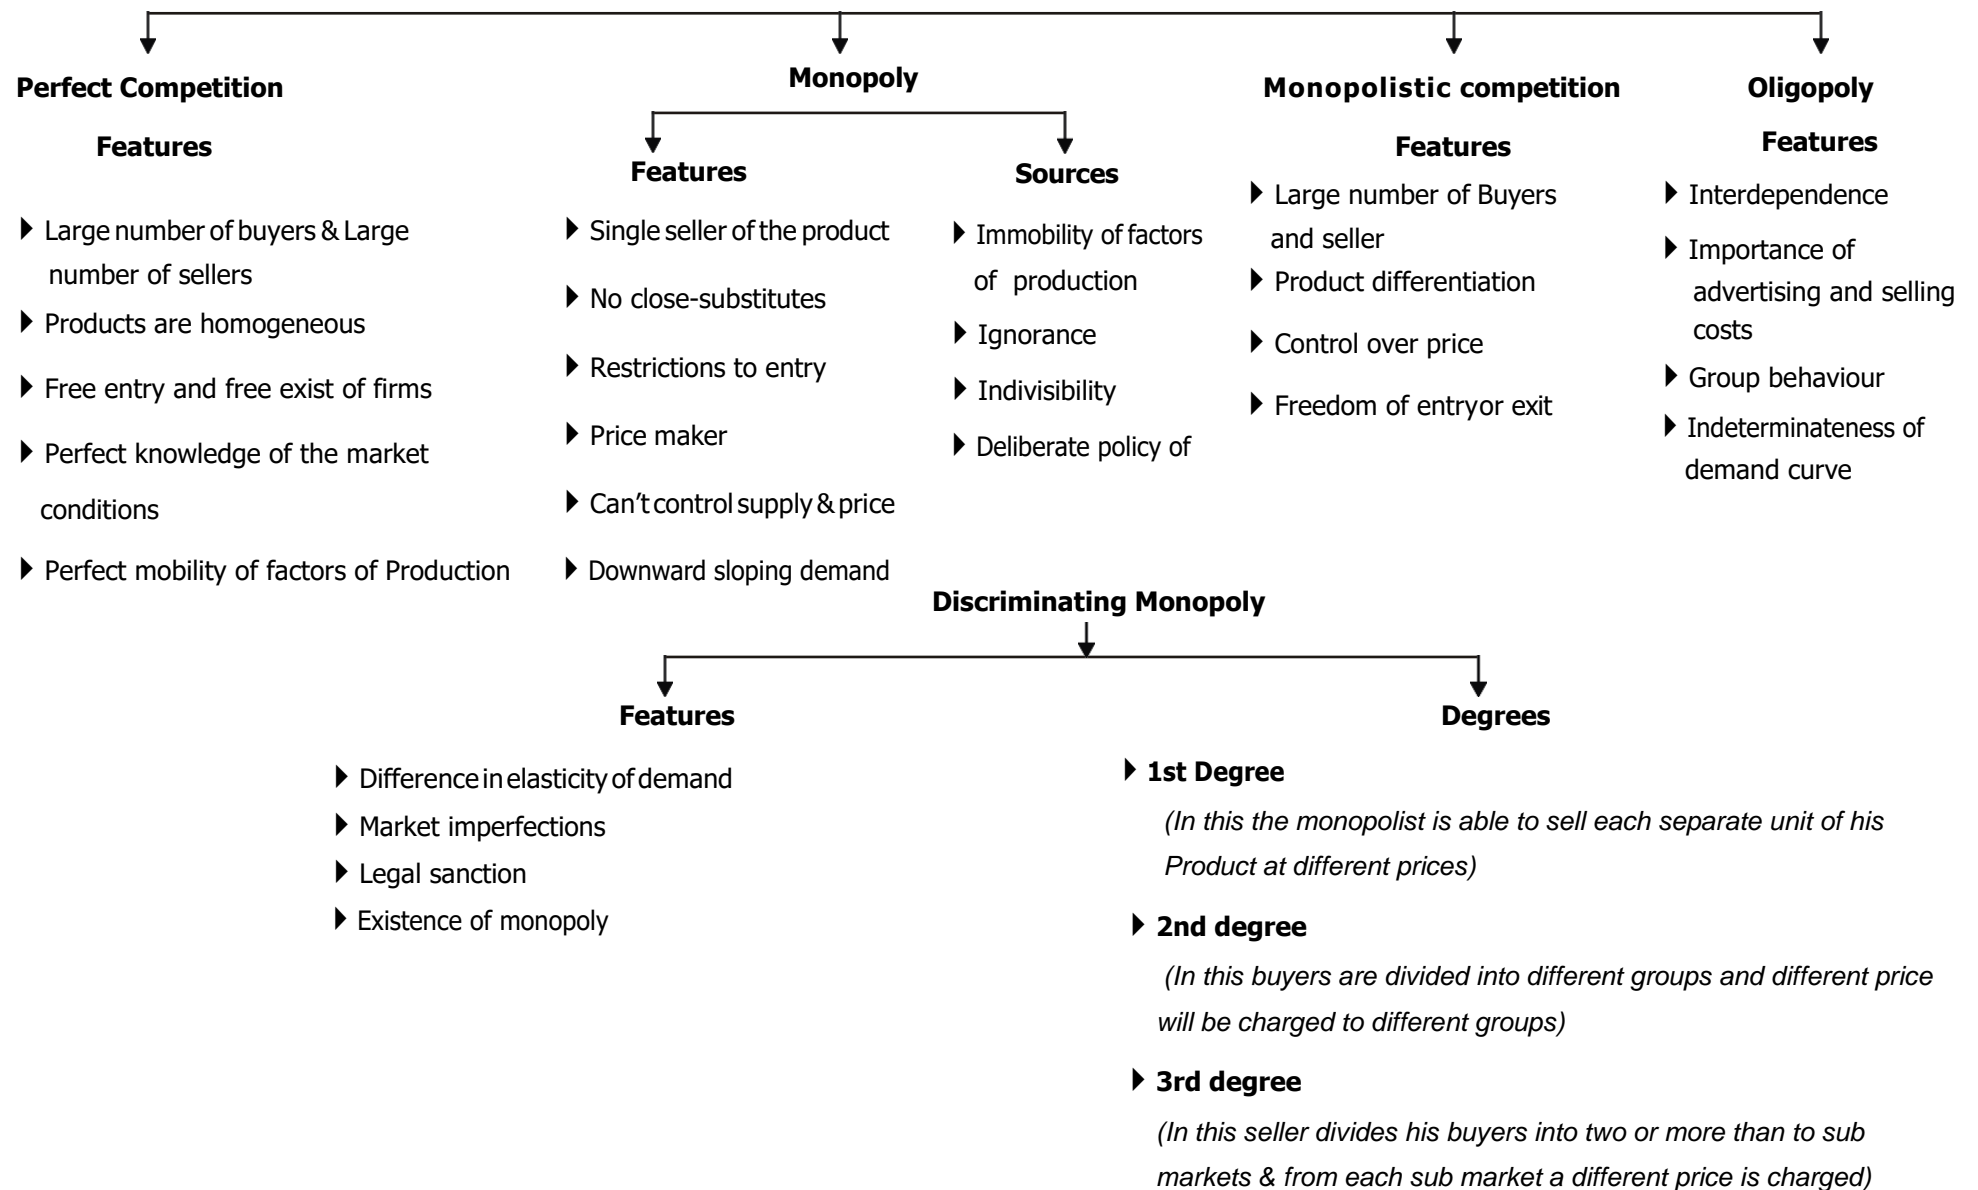 Perfect Competition
Features
Large number of buyers & Large
number of sellers
Products are homogeneous
Free entry and free exist of firms
Perfect knowledge of the market
conditions
Perfect mobility of factors of Production
Monopoly
Features
Single seller of the product
No close-substitutes
Restrictions to entry
Price maker
Can't control supply & price
Downward sloping demand
Sources
Immobility of factors
of production
Ignorance
Indivisibility
Deliberate policy of
Monopolistic competition
Features
Large number of Buyers
and seller
Product differentiation
Control over price
Freedom of entryor exit
Oligopoly
Features
Interdependence
Importance of
advertising and selling
costs
Group behaviour
Indeterminateness of
demand curve
Discriminating Monopoly
Features
Difference in elasticity of demand
Market imperfections
Legal sanction
Existence of monopoly
Degrees
1st Degree
(In this the monopolist is able to sell each separate unit of his
Product at different prices)
2nd degree
(In this buyers are divided into different groups and different price
will be charged to different groups)
3rd degree
(In this seller divides his buyers into two or more than to sub
markets & from each sub market a different price is charged)